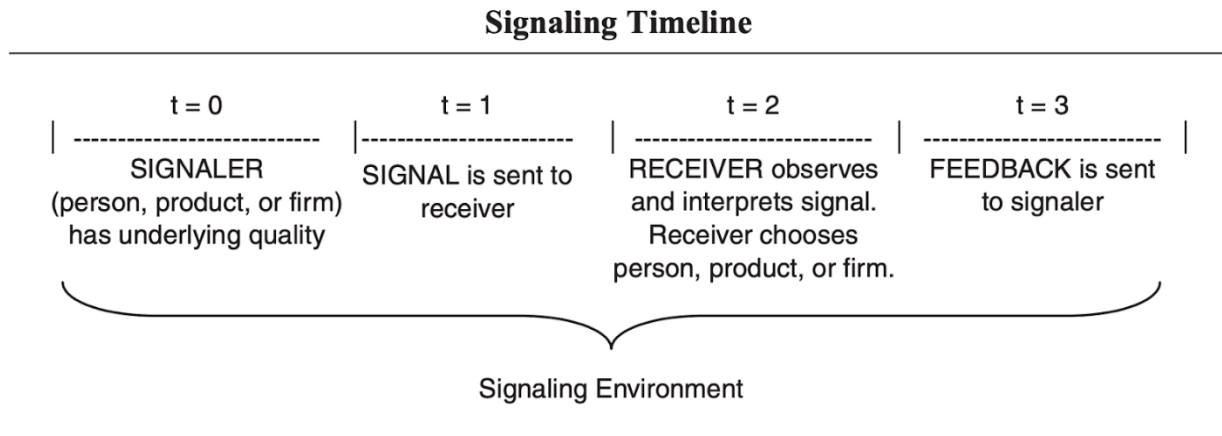 Signaling Timeline
t = 0
t = 1
t = 2
t = 3
SIGNALER
(person, product, or firm)
has underlying quality
SIGNAL is sent to
receiver
RECEIVER observes
and interprets signal.
Receiver chooses
person, product, or firm.
FEEDBACK is sent
to signaler
Signaling Environment